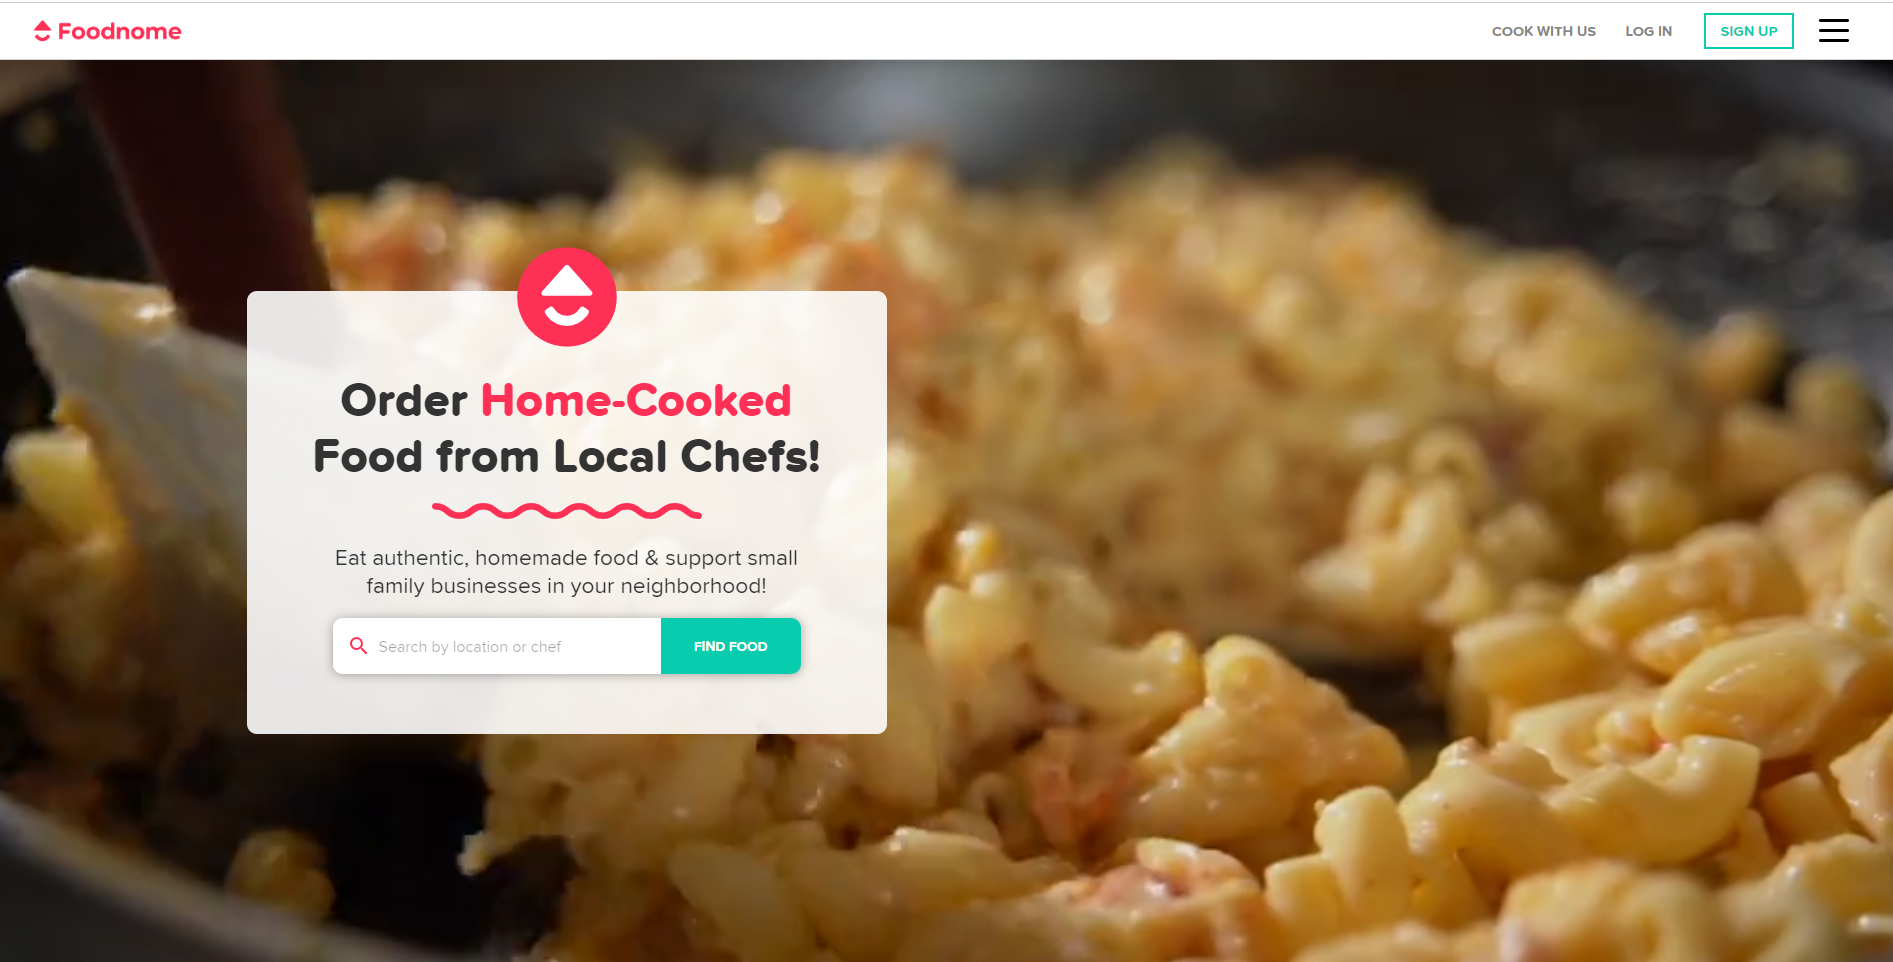 Foodnome
COOK WITH US
LOG IN
SIGN UP
Order Home-Cooked
Food from Local Chefs!
Eat authentic, homemade food & support small
family businesses in your neighborhood!
Search by location or chef
FIND FOOD